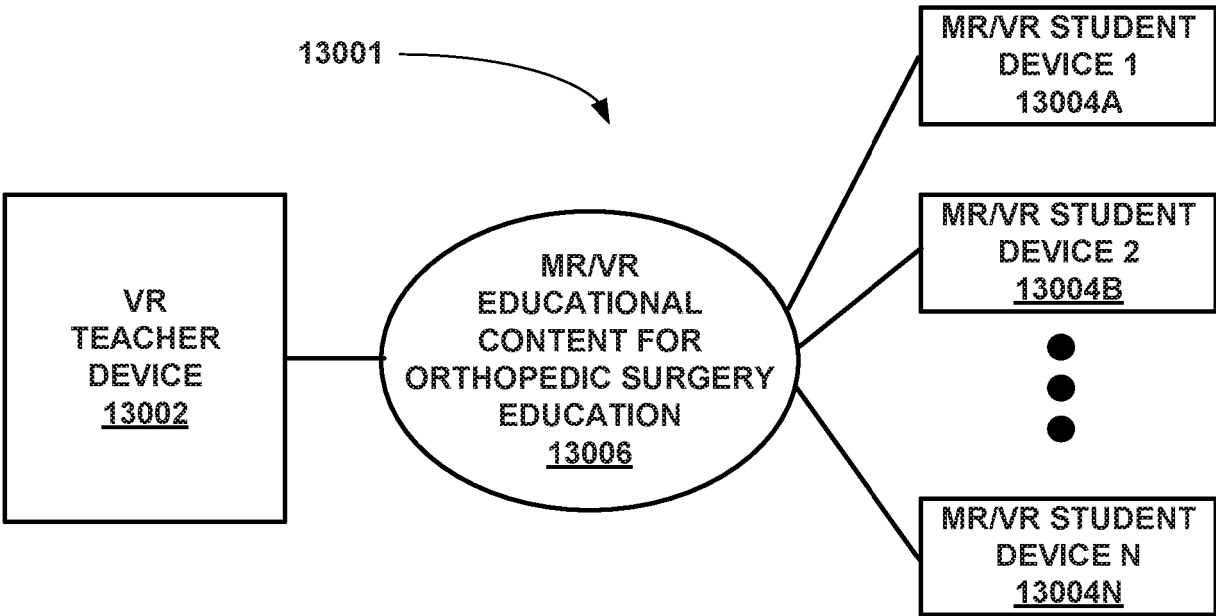 13001
VR
TEACHER
DEVICE
13002
MR/VR
EDUCATIONAL
CONTENT FOR
ORTHOPEDIC SURGERY
EDUCATION
13006
MR/VR STUDENT
DEVICE 1
13004A
MR/VR STUDENT
DEVICE 2
13004B
MR/VR STUDENT
DEVICE N
13004N